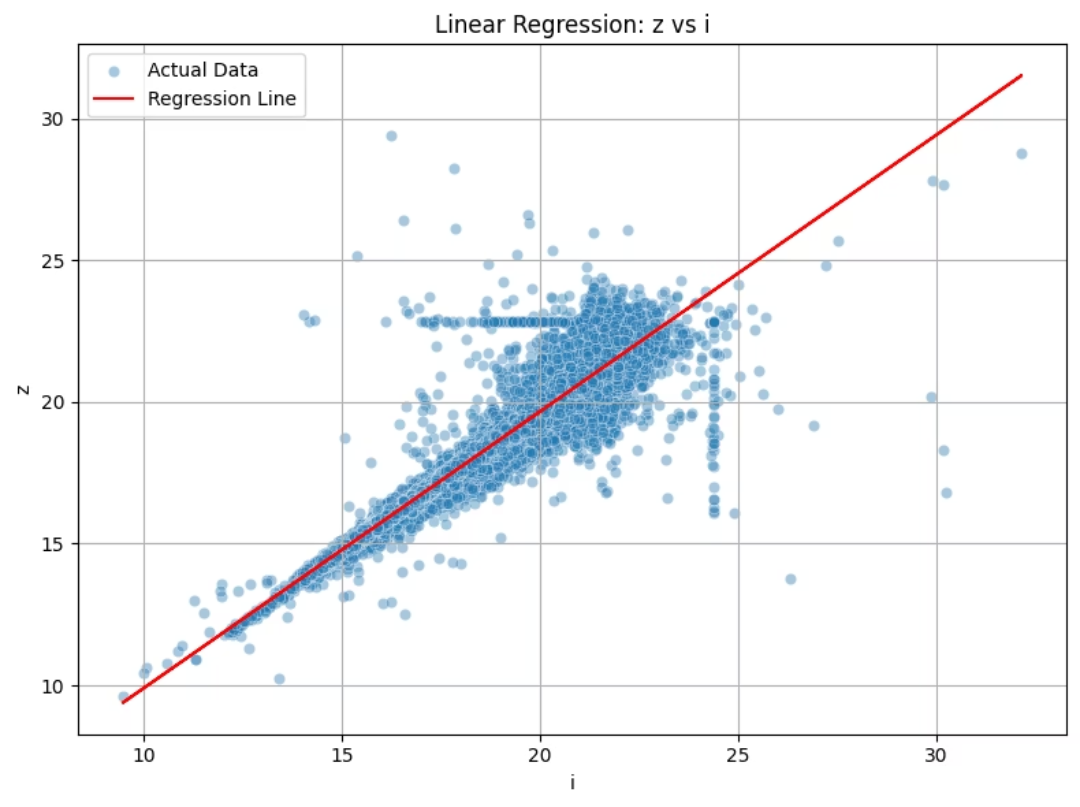 Linear Regression: z vs i
Actual Data
Regression Line
30
25
20
15
10
z
10 15 20 25 30
i